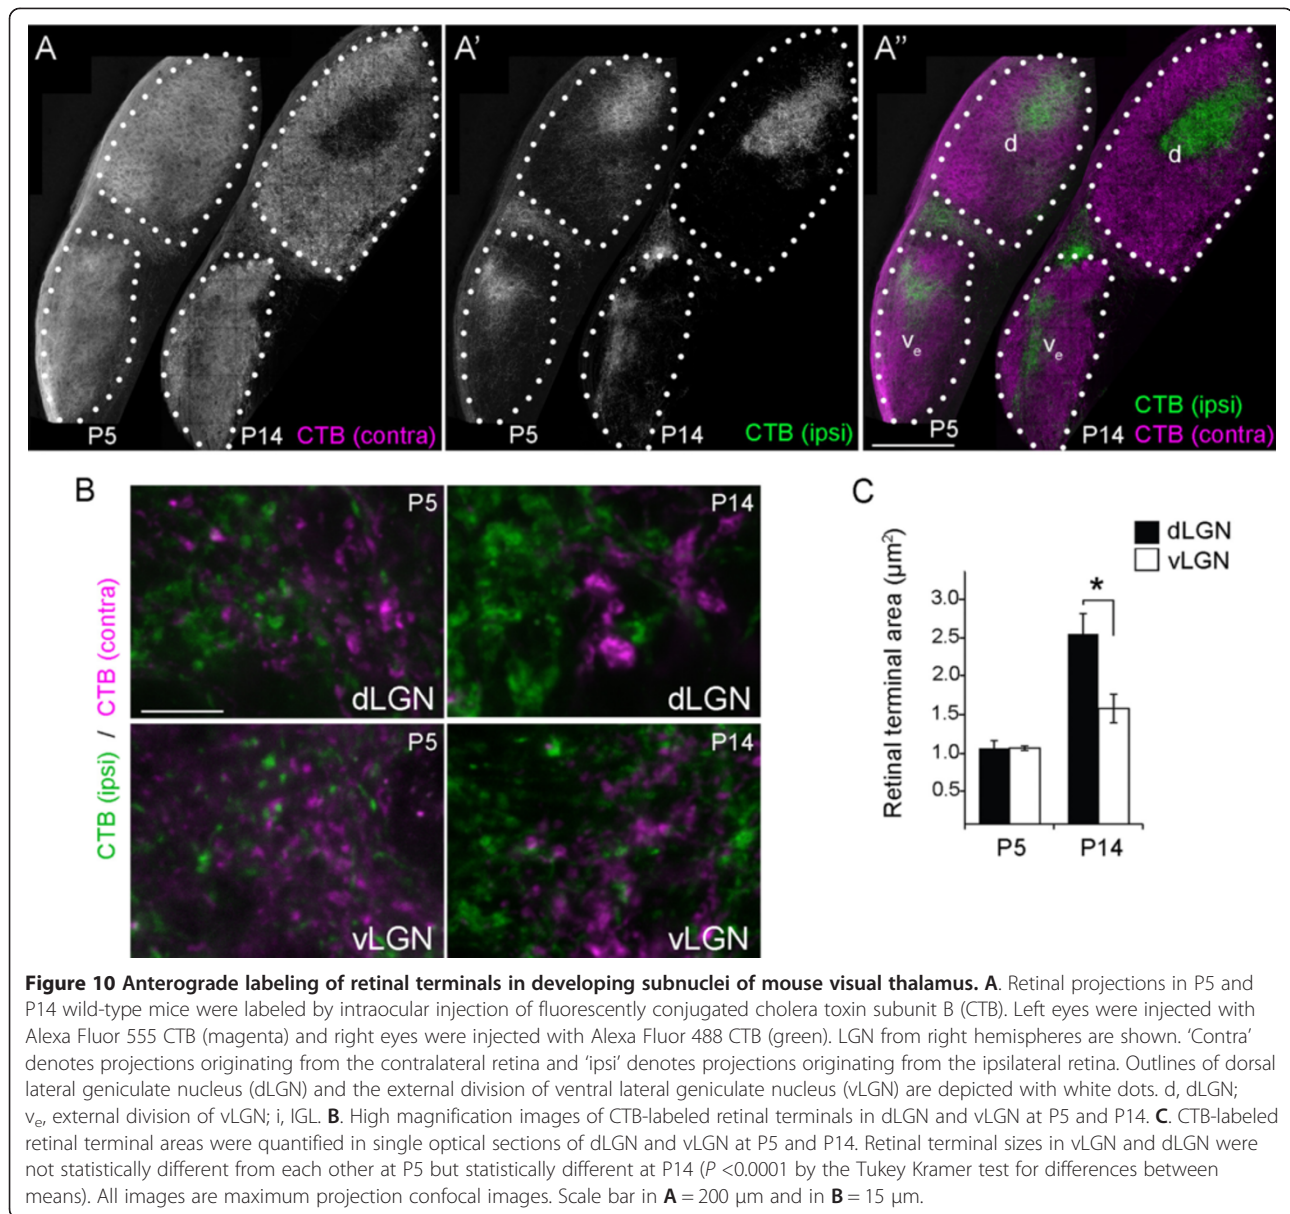 A
A'
A''
d
d
ve
ve
P5
P14
CTB (contra)
P5
P14
CTB (ipsi)
P5
P14
CTB (ipsi)
CTB (contra)
B
CTB (ipsi) / CTB (contra)
P5
dLGN
P14
dLGN
P5
vLGN
P14
vLGN
C
dLGN
vLGN
Retinal terminal area (µm²)
3.0
2.5
2.0
1.5
1.0
0.5
*
P5
P14
Figure 10 Anterograde labeling of retinal terminals in developing subnuclei of mouse visual thalamus. A. Retinal projections in P5 and
P14 wild-type mice were labeled by intraocular injection of fluorescently conjugated cholera toxin subunit B (CTB). Left eyes were injected with
Alexa Fluor 555 CTB (magenta) and right eyes were injected with Alexa Fluor 488 CTB (green). LGN from right hemispheres are shown. ‘Contra’
denotes projections originating from the contralateral retina and ‘ipsi’ denotes projections originating from the ipsilateral retina. Outlines of dorsal
lateral geniculate nucleus (dLGN) and the external division of ventral lateral geniculate nucleus (vLGN) are depicted with white dots. d, dLGN;
ve, external division of vLGN; i, IGL. B. High magnification images of CTB-labeled retinal terminals in dLGN and vLGN at P5 and P14. C. CTB-labeled
retinal terminal areas were quantified in single optical sections of dLGN and vLGN at P5 and P14. Retinal terminal sizes in vLGN and dLGN were
not statistically different from each other at P5 but statistically different at P14 (P <0.0001 by the Tukey Kramer test for differences between
means). All images are maximum projection confocal images. Scale bar in A = 200 µm and in B = 15 µm.